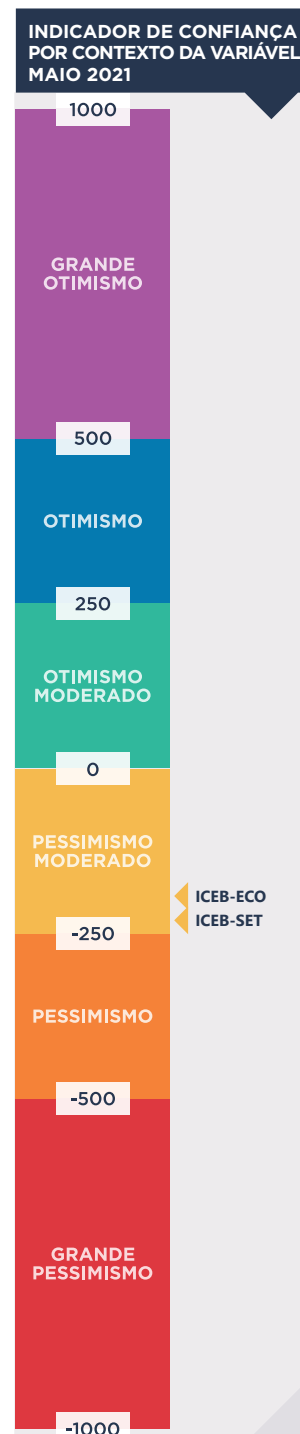 INDICADOR DE CONFIANÇA
POR CONTEXTO DA VARIÁVEL
MAIO 2021
1000
GRANDE
OTIMISMO
500
OTIMISMO
250
OTIMISMO
MODERADO
0
PESSIMISMO
MODERADO
ICEB-ECO
ICEB-SET
-250
PESSIMISMO
-500
GRANDE
PESSIMISMO
-1000